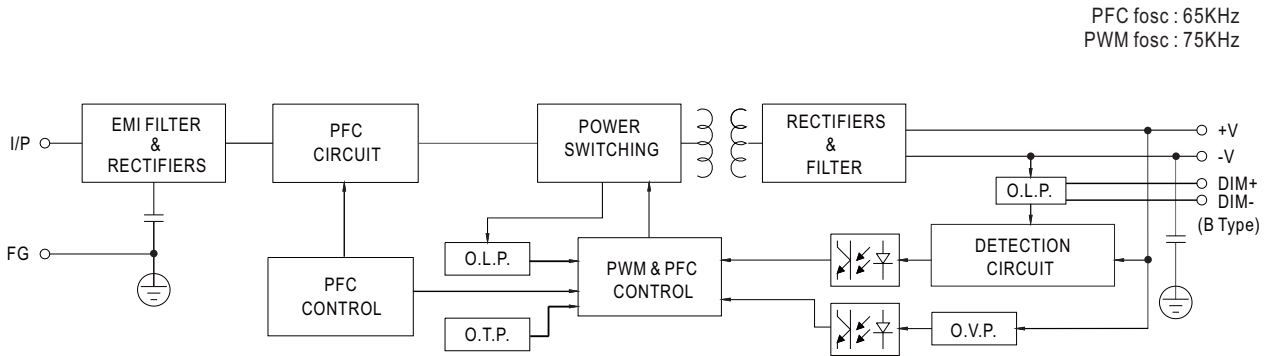 PFC fosc : 65KHz
PWM fosc : 75KHz
I/P
EMI FILTER
&
RECTIFIERS
PFC
CIRCUIT
POWER
SWITCHING
RECTIFIERS
&
FILTER
+V
-V
DIM+
DIM-
(B Type)
O.L.P.
FG
O.L.P.
PFC
CONTROL
PWM & PFC
CONTROL
DETECTION
CIRCUIT
O.T.P.
O.V.P.